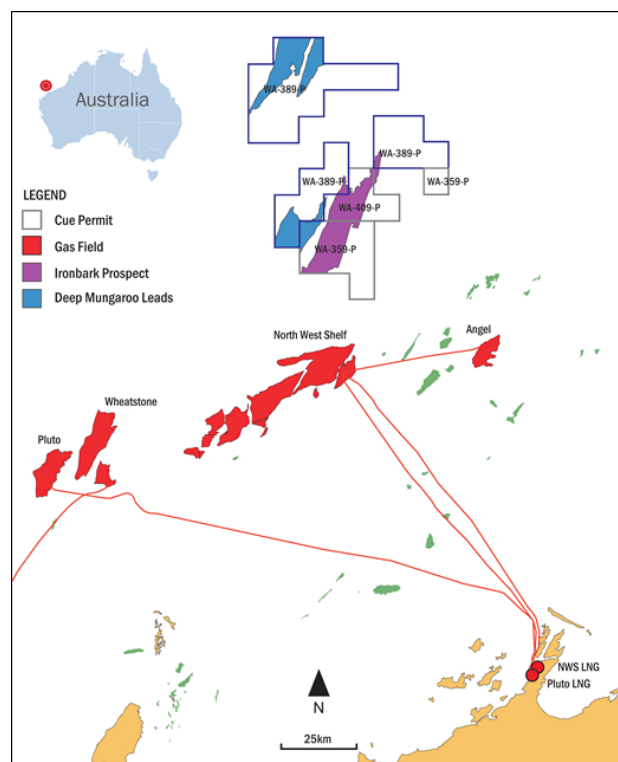 Australia
WA-389-P
WA-389-P
WA-389-P
WA-359-P
WA-409-P
WA-359-P
LEGEND
Cue Permit
Gas Field
Ironbark Prospect
Deep Mungaroo Leads
North West Shelf
Angel
Wheatstone
Pluto
NWS LNG
Pluto LNG
N
25km